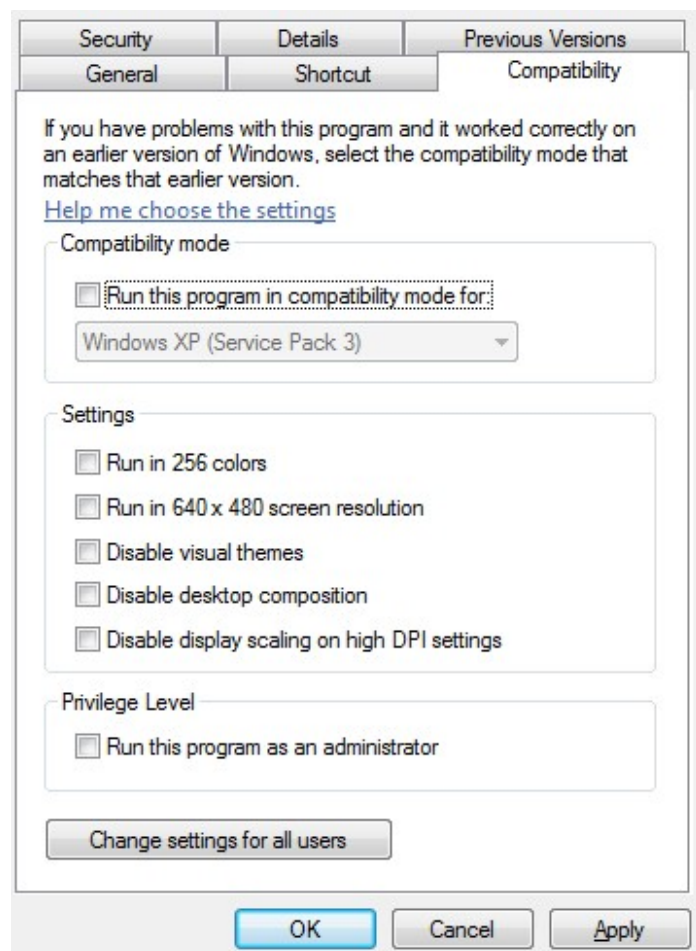 Security Details Previous Versions
General Shortcut Compatibility
If you have problems with this program and it worked correctly on
an earlier version of Windows, select the compatibility mode that
matches that earlier version.
Help me choose the settings
Compatibility mode
Run this program in compatibility mode for:
Windows XP (Service Pack 3)
Settings
Run in 256 colors
Run in 640 x 480 screen resolution
Disable visual themes
Disable desktop composition
Disable display scaling on high DPI settings
Privilege Level
Run this program as an administrator
Change settings for all users
OK Cancel Apply